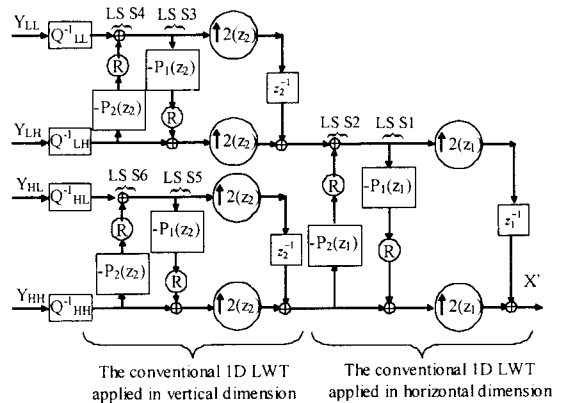 LS S4 LS S3
Y_LL Q^-1_LL ↑2(z_2)
R -P_1(z_2)
z_2^-1
-P_2(z_2) R LS S2 LS S1
Y_LH Q^-1_LH ↑2(z_2) ↑2(z_1)
LS S6 LS S5
Y_HL Q^-1_HL ↑2(z_2) R -P_1(z_1)
R -P_1(z_2) z_2^-1 -P_2(z_1) R z_1^-1
-P_2(z_2) R
Y_HH Q^-1_HH ↑2(z_2) ↑2(z_1) X'
The conventional 1D LWT
applied in vertical dimension
The conventional 1D LWT
applied in horizontal dimension